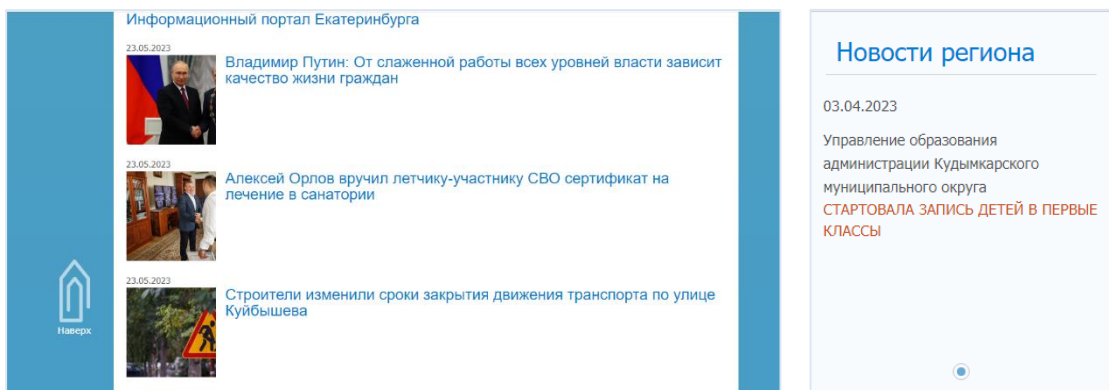 Информационный портал Екатеринбурга
23.05.2023
Владимир Путин: От слаженной работы всех уровней власти зависит
качество жизни граждан
23.05.2023
Алексей Орлов вручил летчику-участнику СВО сертификат на
лечение в санатории
23.05.2023
Строители изменили сроки закрытия движения транспорта по улице
Куйбышева
Наверх
Новости региона
03.04.2023
Управление образования
администрации Кудымкарского
муниципального округа
СТАРТОВАЛА ЗАПИСЬ ДЕТЕЙ В ПЕРВЫЕ
КЛАССЫ